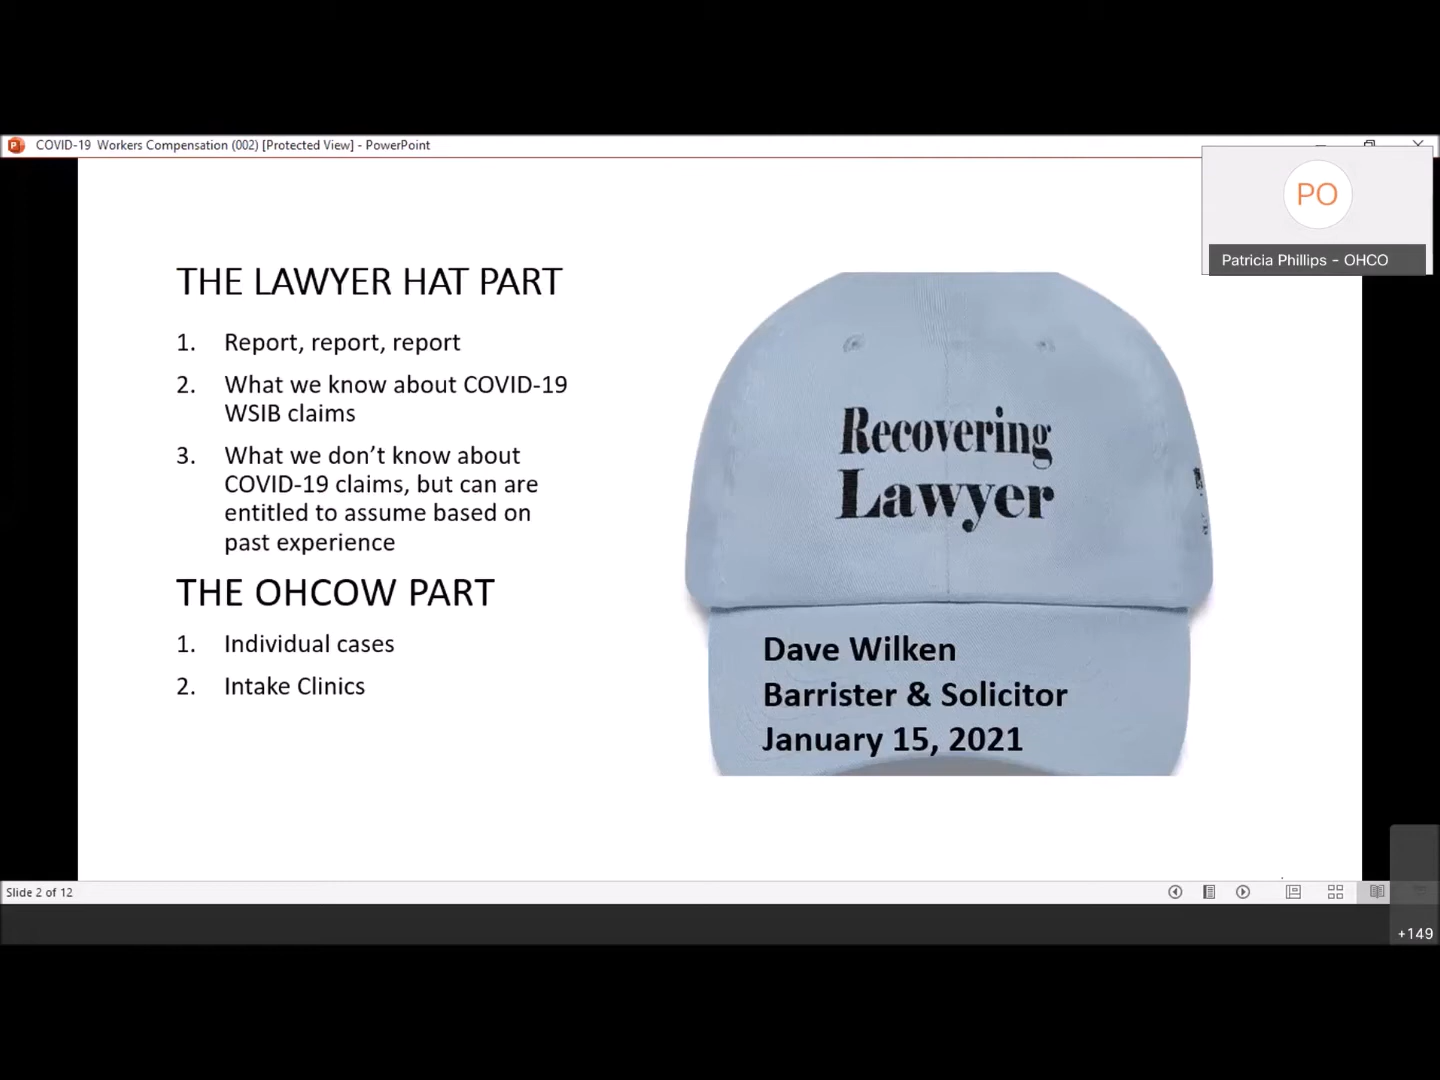 COVID-19 Workers Compensation (002) [Protected View] - PowerPoint
PO
Patricia Phillips - OHCO
THE LAWYER HAT PART
1. Report, report, report
2. What we know about COVID-19
WSIB claims
3. What we don’t know about
COVID-19 claims, but can are
entitled to assume based on
past experience
THE OHCOW PART
1. Individual cases
2. Intake Clinics
Recovering
Lawyer
Dave Wilken
Barrister & Solicitor
January 15, 2021
Slide 2 of 12
+149